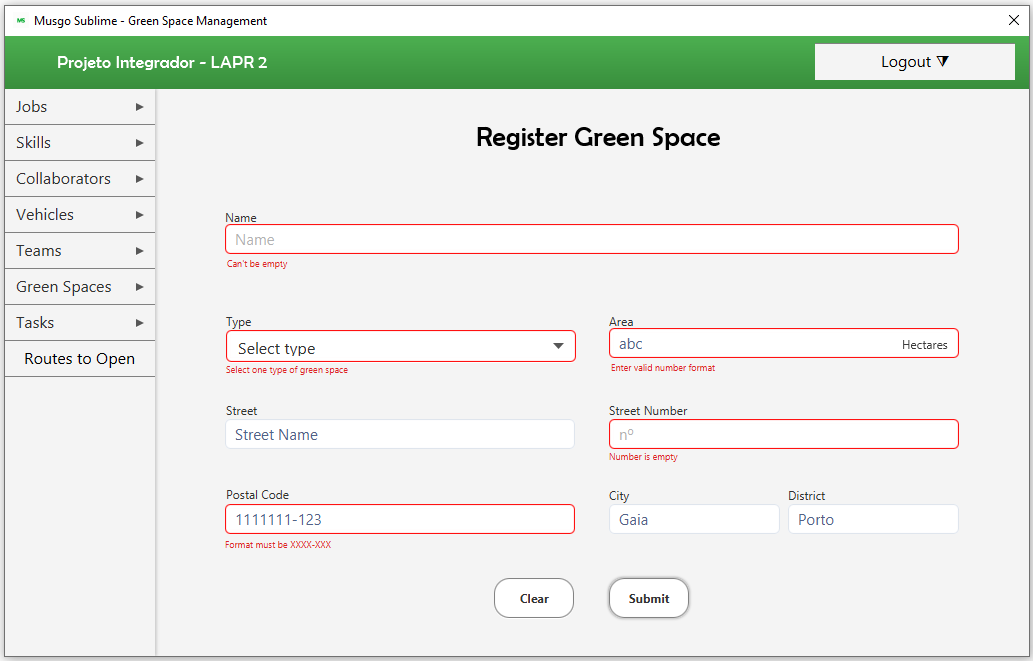 MS Musgo Sublime - Green Space Management
Projeto Integrador - LAPR 2
Logout
Jobs
Skills
Collaborators
Vehicles
Teams
Green Spaces
Tasks
Routes to Open
Register Green Space
Name
Name
Can't be empty
Type
Select type
Select one type of green space
Area
abc Hectares
Enter valid number format
Street
Street Name
Street Number
nº
Number is empty
Postal Code
1111111-123
Format must be XXXX-XXX
City
Gaia
District
Porto
Clear
Submit